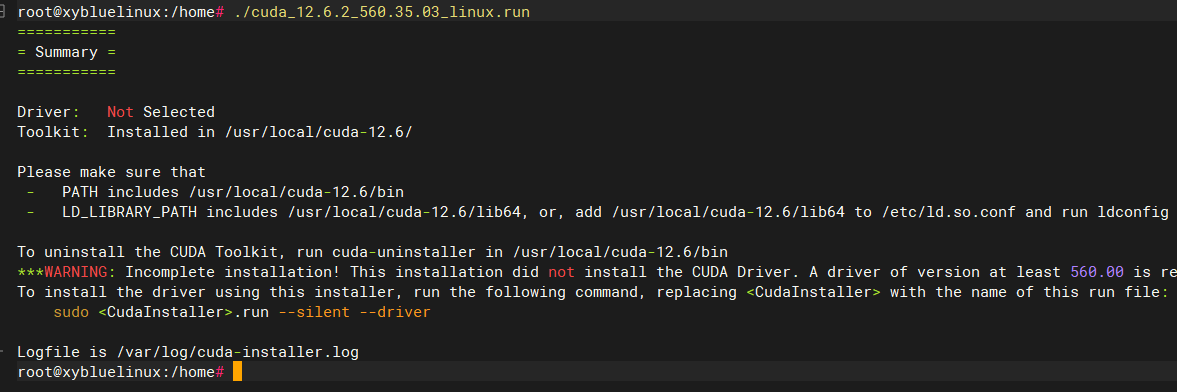 root@xybluelinux:/home# ./cuda_12.6.2_560.35.03_linux.run
===========
= Summary =
===========
Driver:   Not Selected
Toolkit:  Installed in /usr/local/cuda-12.6/
Please make sure that
 -   PATH includes /usr/local/cuda-12.6/bin
 -   LD_LIBRARY_PATH includes /usr/local/cuda-12.6/lib64, or, add /usr/local/cuda-12.6/lib64 to /etc/ld.so.conf and run ldconfig
To uninstall the CUDA Toolkit, run cuda-uninstaller in /usr/local/cuda-12.6/bin
***WARNING: Incomplete installation! This installation did not install the CUDA Driver. A driver of version at least 560.00 is re
To install the driver using this installer, run the following command, replacing <CudaInstaller> with the name of this run file:
    sudo <CudaInstaller>.run --silent --driver
Logfile is /var/log/cuda-installer.log
root@xybluelinux:/home#